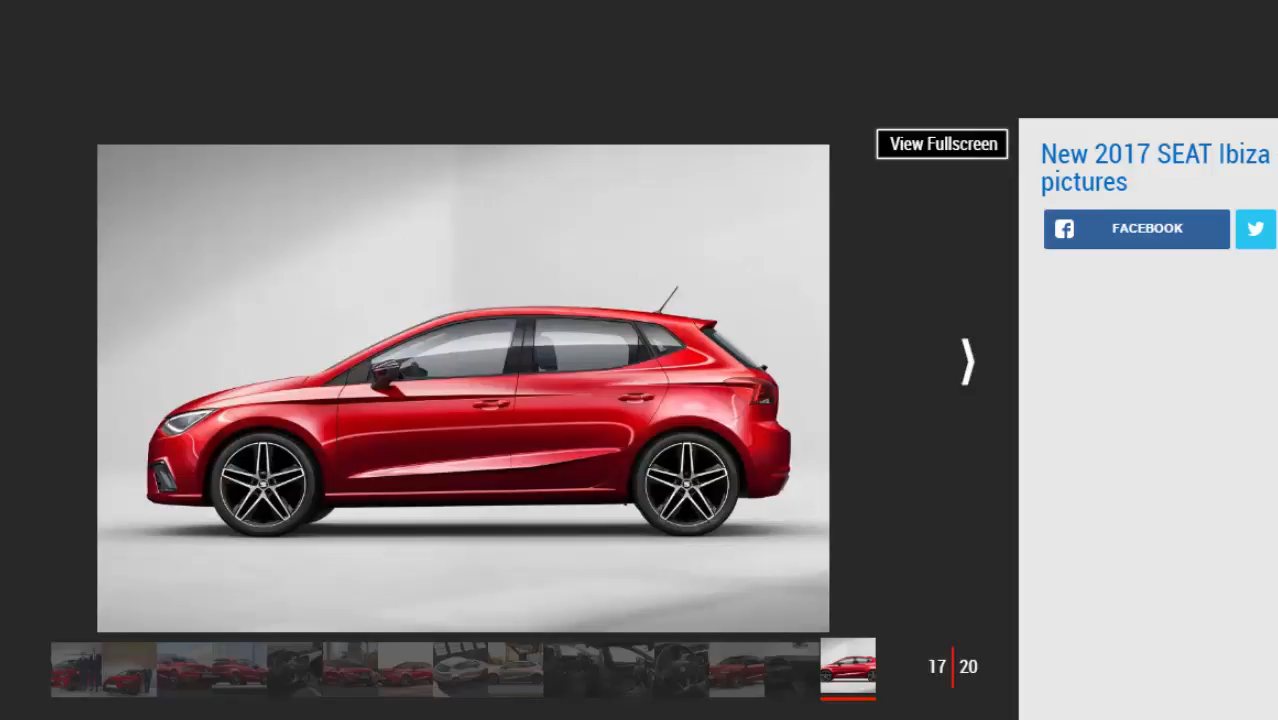 View Fullscreen
New 2017 SEAT Ibiza
pictures
FACEBOOK
17 20